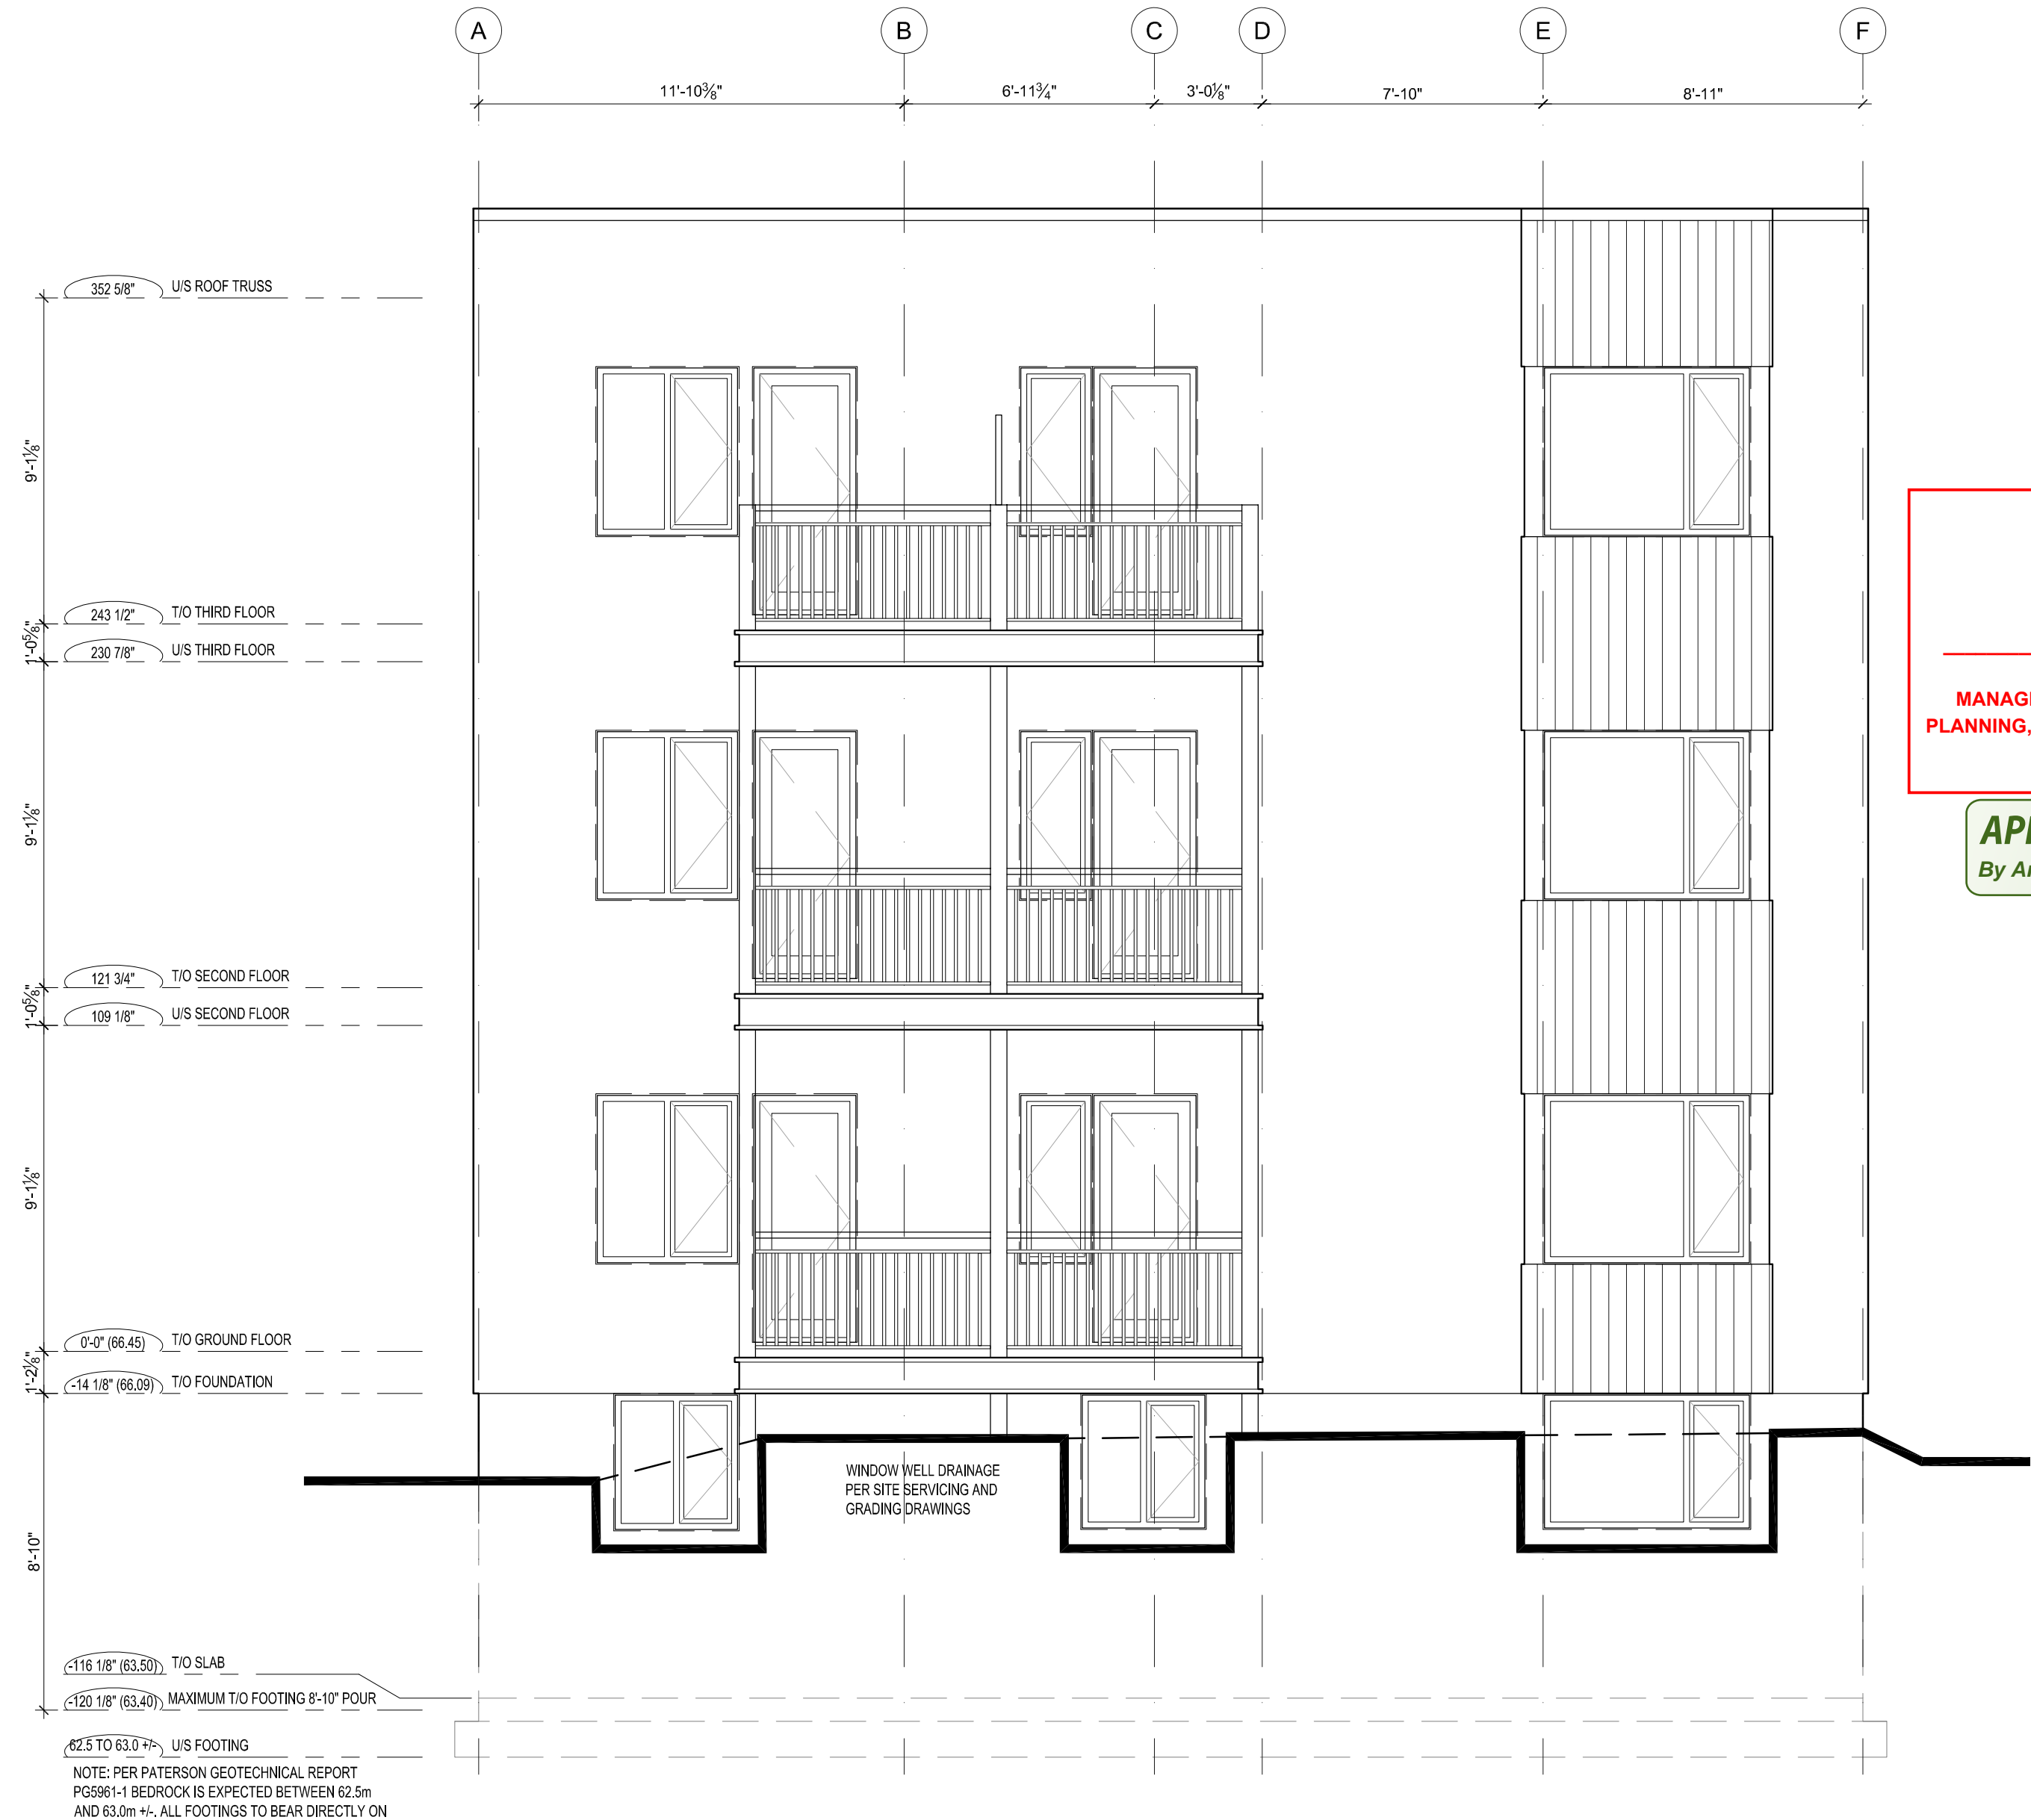 A B C D E F
11'-10⅜" 6'-11¾" 3'-0⅛" 7'-10" 8'-11"
352 5/8" U/S ROOF TRUSS
9'-1⅛"
243 1/2" T/O THIRD FLOOR
1'-0⅝"
230 7/8" U/S THIRD FLOOR
MANAG
PLANNING,
9'-1⅛"
AP
By A
121 3/4" T/O SECOND FLOOR
1'-0⅝"
109 1/8" U/S SECOND FLOOR
9'-1⅛"
0'-0" (66.45) T/O GROUND FLOOR
1'-2⅛"
-14 1/8" (66.09) T/O FOUNDATION
WINDOW WELL DRAINAGE
PER SITE SERVICING AND
GRADING DRAWINGS
8'-10"
-116 1/8" (63.50) T/O SLAB
-120 1/8" (63.40) MAXIMUM T/O FOOTING 8'-10" POUR
62.5 TO 63.0 +/- U/S FOOTING
NOTE: PER PATERSON GEOTECHNICAL REPORT
PG5961-1 BEDROCK IS EXPECTED BETWEEN 62.5m
AND 63.0m +/-. ALL FOOTINGS TO BEAR DIRECTLY ON